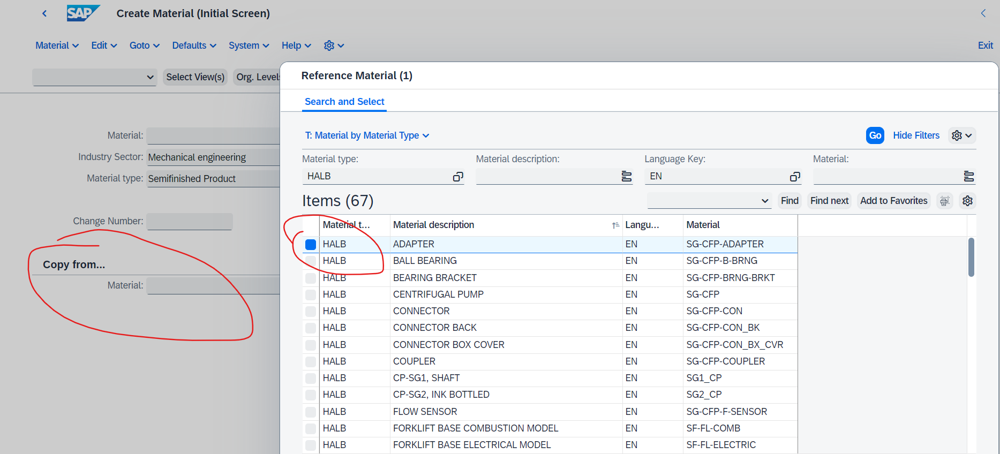 SAP Create Material (Initial Screen)
Material Edit Goto Defaults System Help Exit
Select View(s) Org. Levels
Material:
Industry Sector: Mechanical engineering
Material type: Semifinished Product
Change Number:
Copy from...
Material:
Reference Material (1)
Search and Select
T: Material by Material Type Go Hide Filters
Material type: Material description: Language Key: Material:
HALB EN
Items (67) Find Find next Add to Favorites
Material t... Material description Langu... Material
HALB ADAPTER EN SG-CFP-ADAPTER
HALB BALL BEARING EN SG-CFP-B-BRNG
HALB BEARING BRACKET EN SG-CFP-BRNG-BRKT
HALB CENTRIFUGAL PUMP EN SG-CFP
HALB CONNECTOR EN SG-CFP-CON
HALB CONNECTOR BACK EN SG-CFP-CON_BK
HALB CONNECTOR BOX COVER EN SG-CFP-CON_BX_CVR
HALB COUPLER EN SG-CFP-COUPLER
HALB CP-SG1, SHAFT EN SG1_CP
HALB CP-SG2, INK BOTTLED EN SG2_CP
HALB FLOW SENSOR EN SG-CFP-F-SENSOR
HALB FORKLIFT BASE COMBUSTION MODEL EN SF-FL-COMB
HALB FORKLIFT BASE ELECTRICAL MODEL EN SF-FL-ELECTRIC